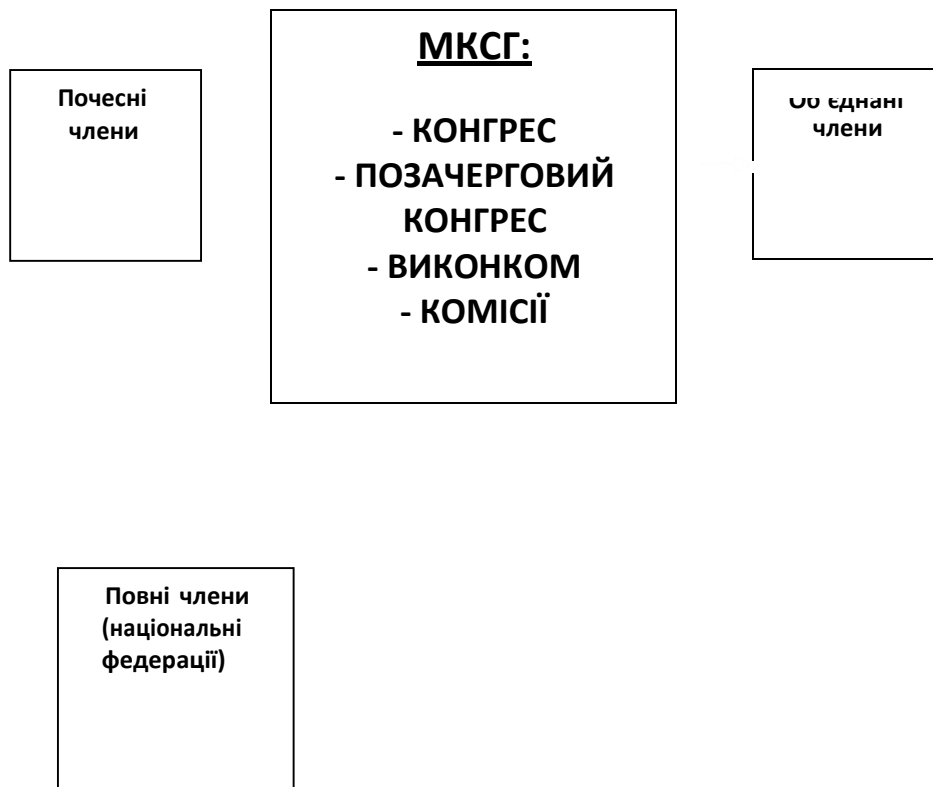 МКСГ:
- КОНГРЕС
- ПОЗАЧЕРГОВИЙ
КОНГРЕС
- ВИКОНКОМ
- КОМІСІЇ
Почесні
члени
Об'єднані
члени
Повні члени
(національні
федерації)